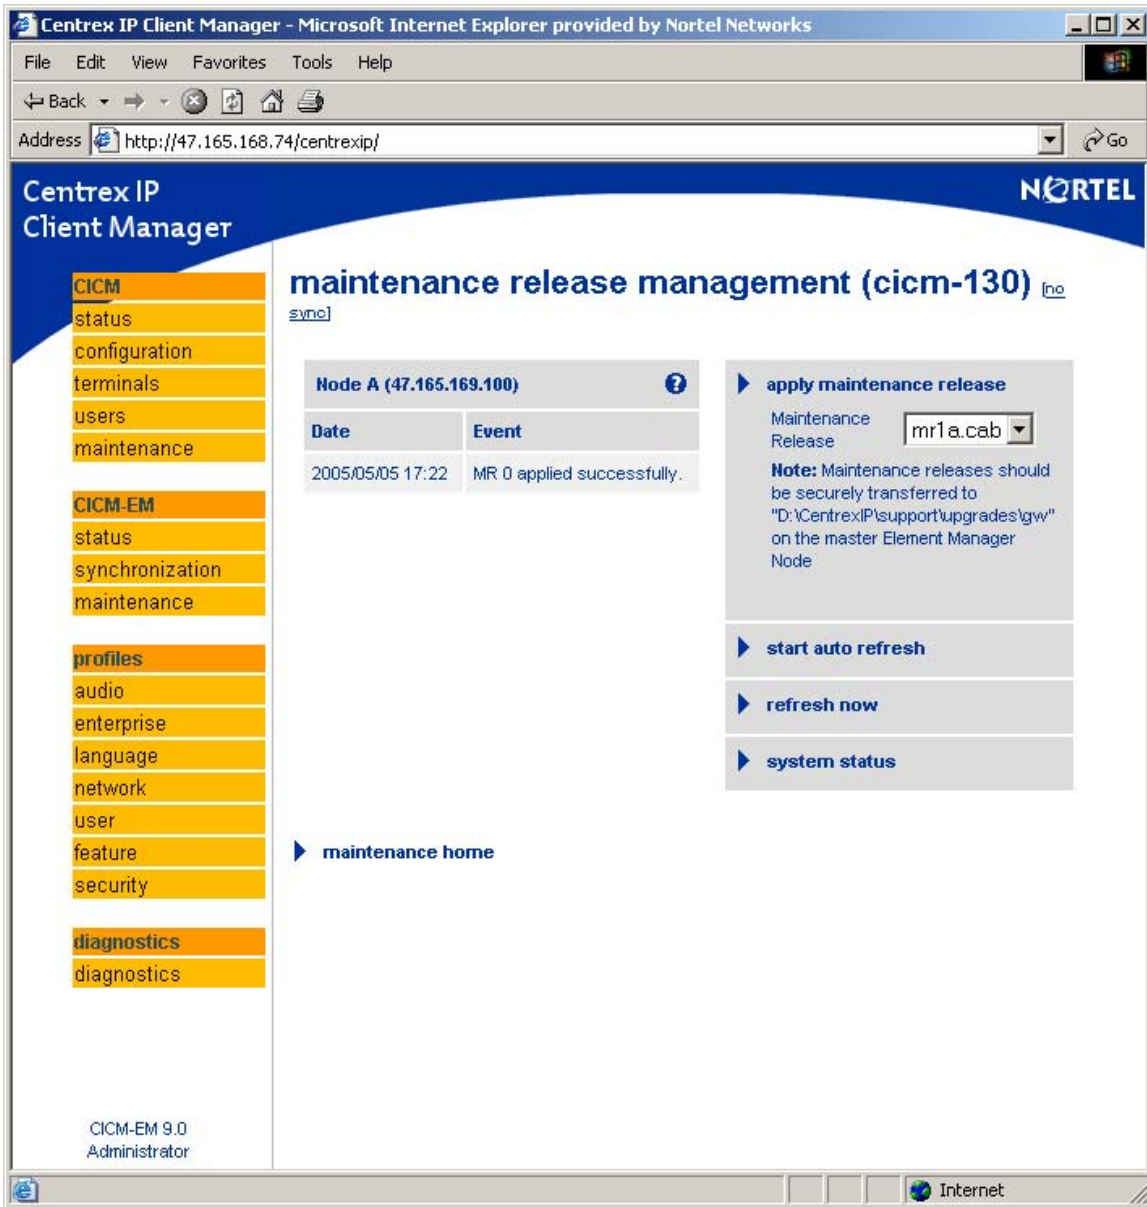 Centrex IP Client Manager - Microsoft Internet Explorer provided by Nortel Networks
File Edit View Favorites Tools Help
Back
Address http://47.165.168.74/centrexip/ Go
Centrex IP
Client Manager
NORTEL
CICM
status
configuration
terminals
users
maintenance
CICM-EM
status
synchronization
maintenance
profiles
audio
enterprise
language
network
user
feature
security
diagnostics
diagnostics
CICM-EM 9.0
Administrator
maintenance release management (cicm-130) [no
sync]
Node A (47.165.169.100) ?
Date Event
2005/05/05 17:22 MR 0 applied successfully.
apply maintenance release
Maintenance
Release
mr1a.cab
Note: Maintenance releases should
be securely transferred to
"D:\CentrexIP\support\upgrades\gw"
on the master Element Manager
Node
start auto refresh
refresh now
system status
maintenance home
Internet